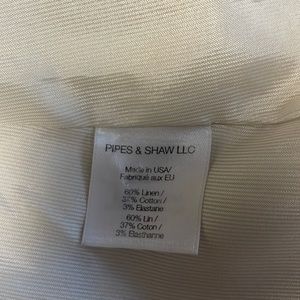 PIPES & SHAW LLC
Made in USA/
Fabriqué aux EU
60% Linen /
37% Cotton /
3% Elastane
60% Lin /
37% Coton /
3% Élasthanne